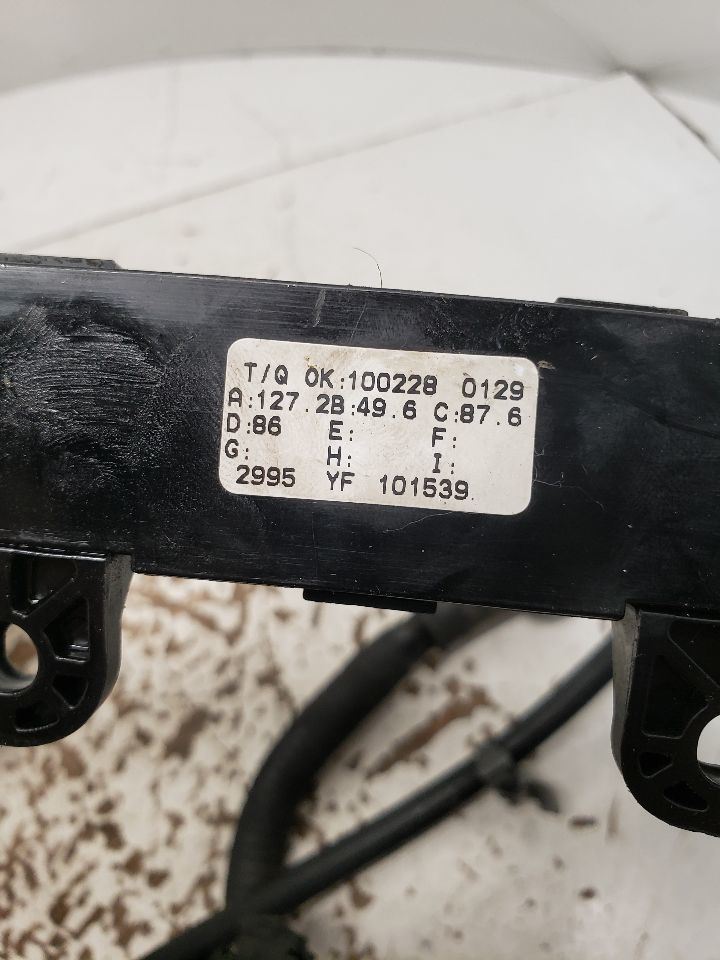 T/Q OK:100228 0129
A:127.2B:49.6 C:87.6
D:86 E: F:
G: H: I:
2995 YF 101539